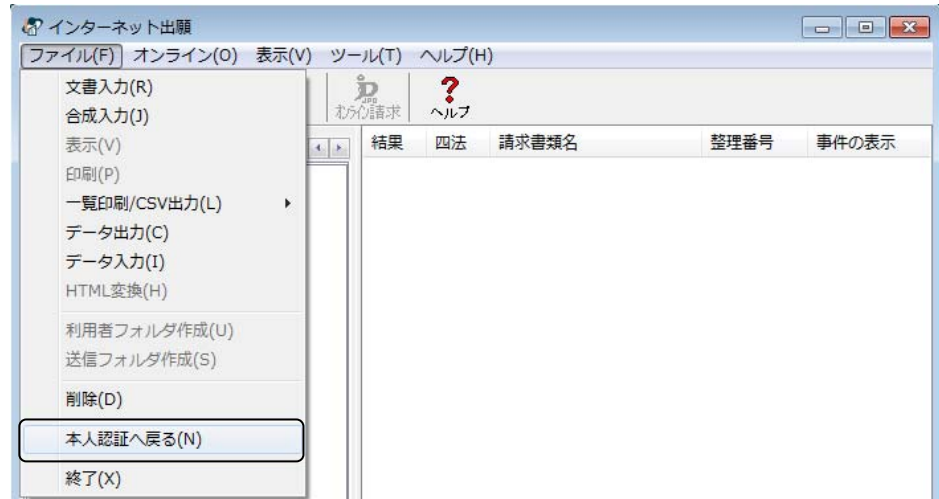 インターネット出願
ファイル(F) オンライン(O) 表示(V) ツール(T) ヘルプ(H)
文書入力(R)
合成入力(J)
表示(V)
印刷(P)
一覧印刷/CSV出力(L)
データ出力(C)
データ入力(I)
HTML変換(H)
利用者フォルダ作成(U)
送信フォルダ作成(S)
削除(D)
本人認証へ戻る(N)
終了(X)
JPO
オンライン請求 ヘルプ
結果 四法 請求書類名 整理番号 事件の表示